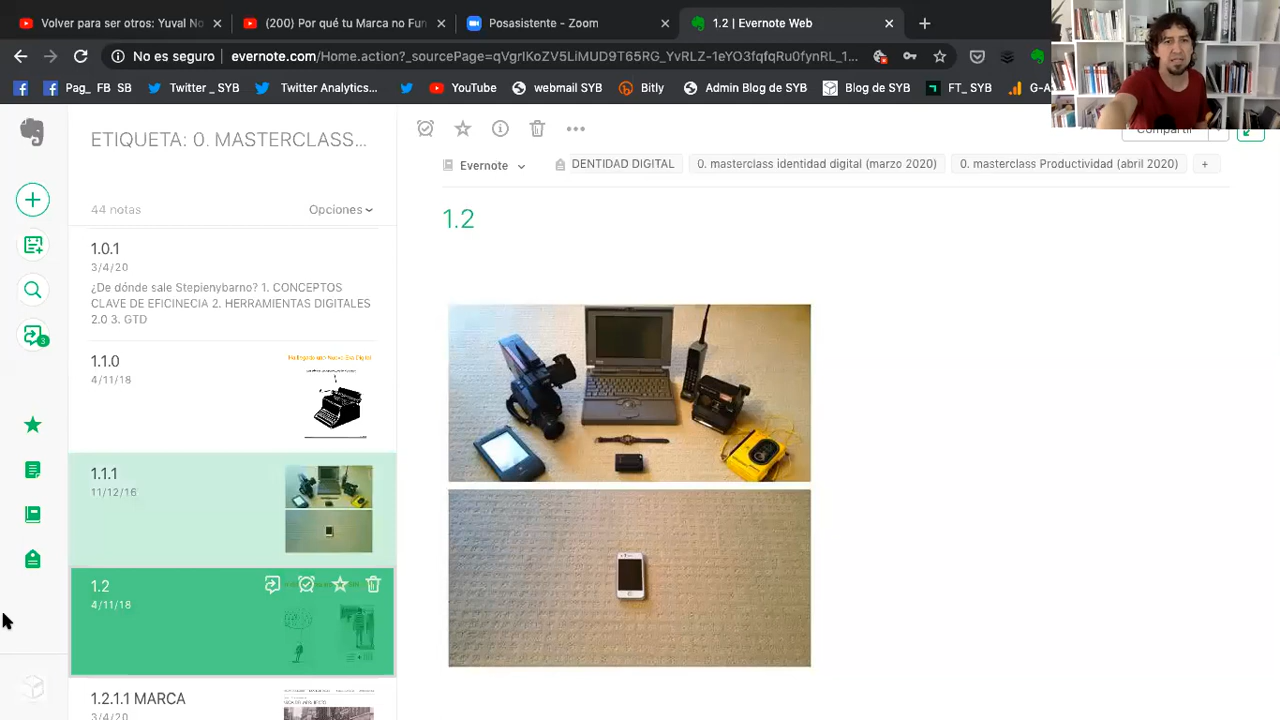 Volver para ser otros: Yuval No
(200) Por qué tu Marca no Fun
Posasistente - Zoom
1.2 | Evernote Web
No es seguro
evernote.com/Home.action?_sourcePage=qVgrIKoZV5LiMUD9T65RG_YvRLZ-1eYO3fqfqRu0fynRL_1...
Pag_ FB SB
Twitter _ SYB
Twitter Analytics...
YouTube
webmail SYB
Bitly
Admin Blog de SYB
Blog de SYB
FT_ SYB
G-A
ETIQUETA: 0. MASTERCLASS...
Compartir
Evernote
DENTIDAD DIGITAL
0. masterclass identidad digital (marzo 2020)
0. masterclass Productividad (abril 2020)
+
44 notas
Opciones
1.2
1.0.1
3/4/20
¿De dónde sale Stepienybarno? 1. CONCEPTOS
CLAVE DE EFICINECIA 2. HERRAMIENTAS DIGITALES
2.0 3. GTD
3
1.1.0
4/11/18
1.1.1
11/12/16
1.2
4/11/18
1.2.1.1 MARCA
3/4/20